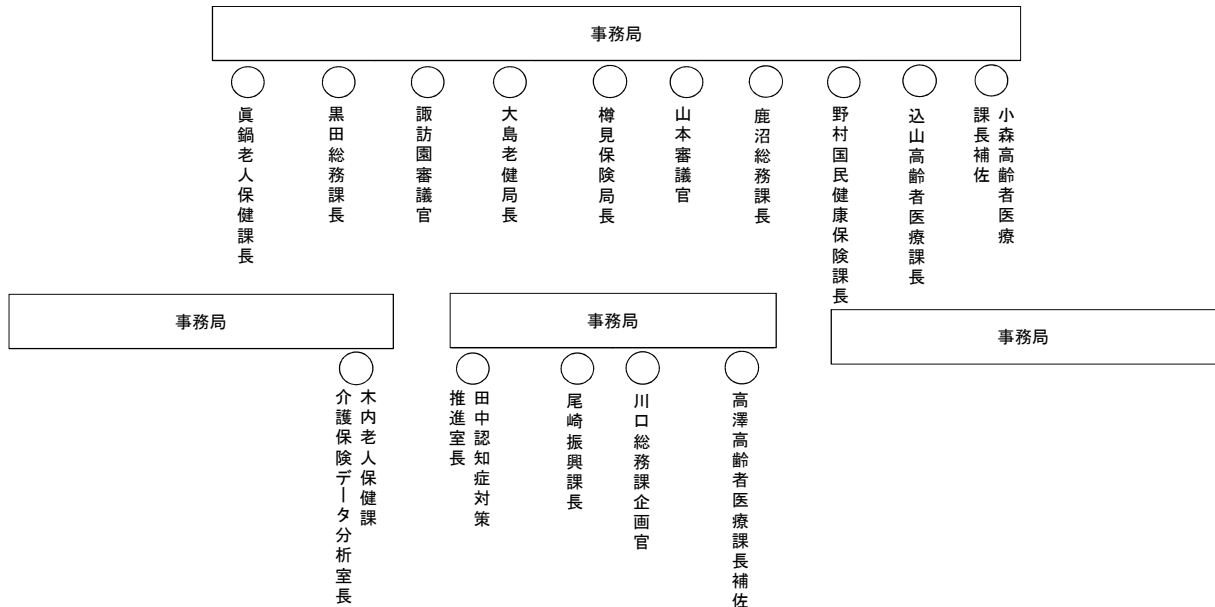 事務局
眞鍋老人保健課長
黒田総務課長
諏訪園審議官
大島老健局長
樽見保険局長
山本審議官
鹿沼総務課長
野村国民健康保険課長
込山高齢者医療課長
小森高齢者医療
課長補佐
事務局
事務局
事務局
木内老人保健課
介護保険データ分析室長
田中認知症対策
推進室長
尾崎振興課長
川口総務課企画官
高澤高齢者医療課長補佐